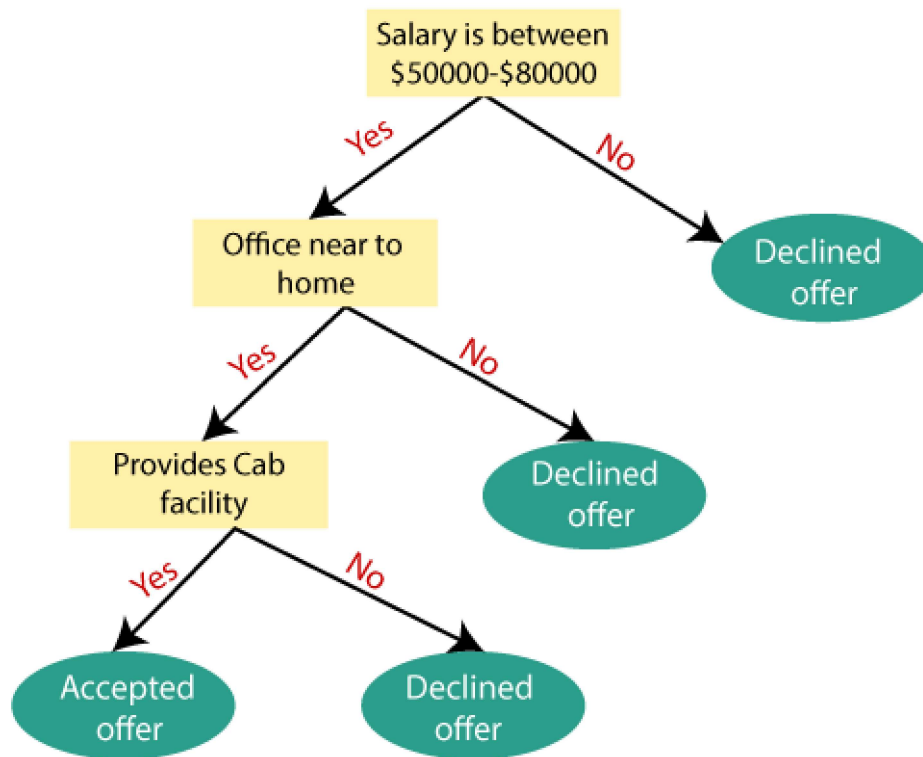 Salary is between
$50000-$80000
Yes
No
Office near to
home
Declined
offer
Yes
No
Provides Cab
facility
Declined
offer
Yes
No
Accepted
offer
Declined
offer